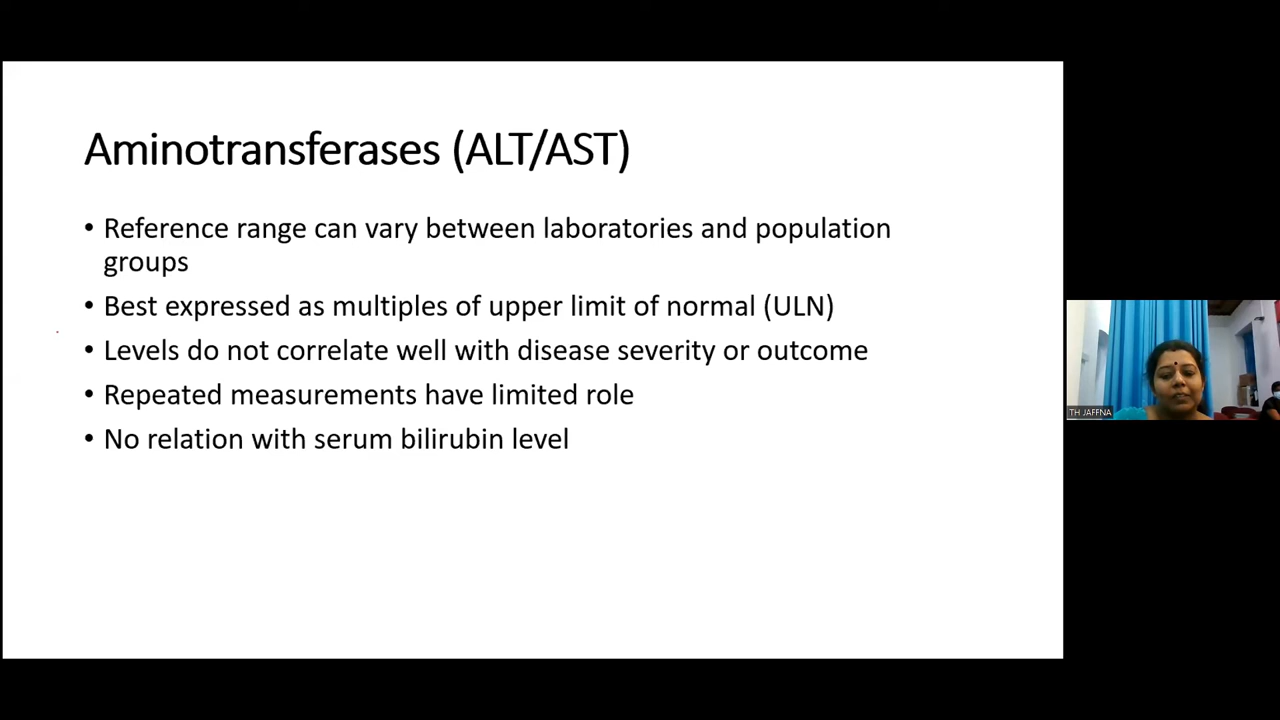 Aminotransferases (ALT/AST)
• Reference range can vary between laboratories and population
groups
• Best expressed as multiples of upper limit of normal (ULN)
• Levels do not correlate well with disease severity or outcome
• Repeated measurements have limited role
• No relation with serum bilirubin level
TH JAFFNA